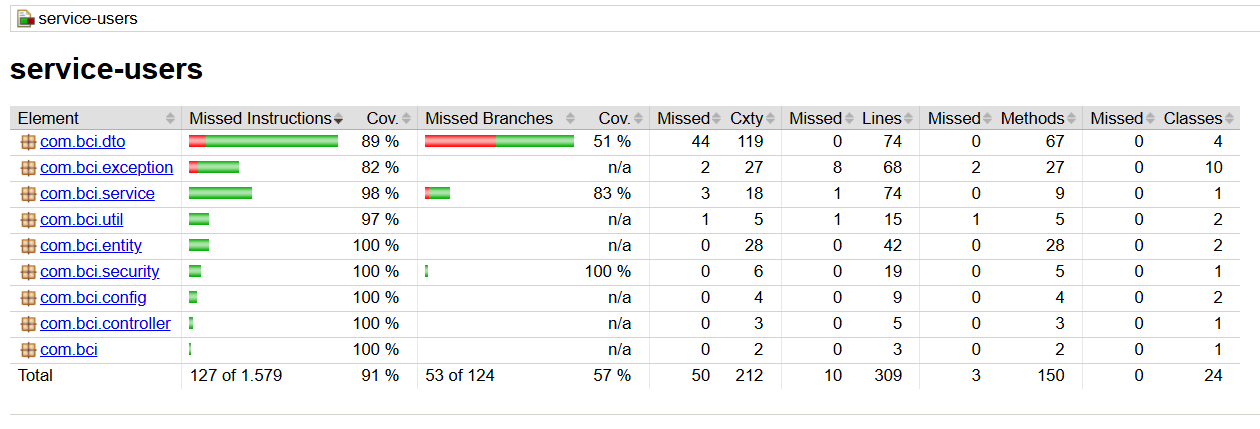 service-users
service-users
Element Missed Instructions Cov. Missed Branches Cov. Missed Cxty Missed Lines Missed Methods Missed Classes
com.bci.dto 89 % 51 % 44 119 0 74 0 67 0 4
com.bci.exception 82 % n/a 2 27 8 68 2 27 0 10
com.bci.service 98 % 83 % 3 18 1 74 0 9 0 1
com.bci.util 97 % n/a 1 5 1 15 1 5 0 2
com.bci.entity 100 % n/a 0 28 0 42 0 28 0 2
com.bci.security 100 % 100 % 0 6 0 19 0 5 0 1
com.bci.config 100 % n/a 0 4 0 9 0 4 0 2
com.bci.controller 100 % n/a 0 3 0 5 0 3 0 1
com.bci 100 % n/a 0 2 0 3 0 2 0 1
Total 127 of 1.579 91 % 53 of 124 57 % 50 212 10 309 3 150 0 24